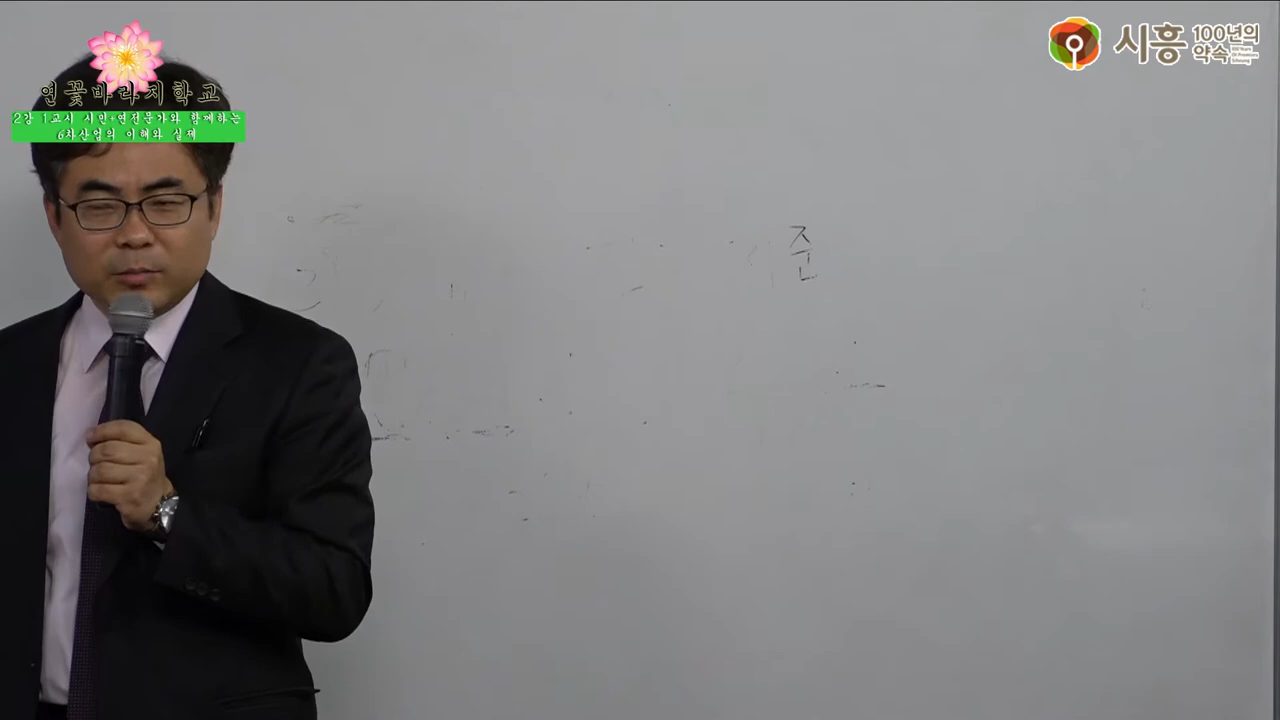 연꽃바라지학교
2강 1교시 시민+연전문가와 함께하는
6차산업의 이해와 실제
시흥 100년의
약속
준